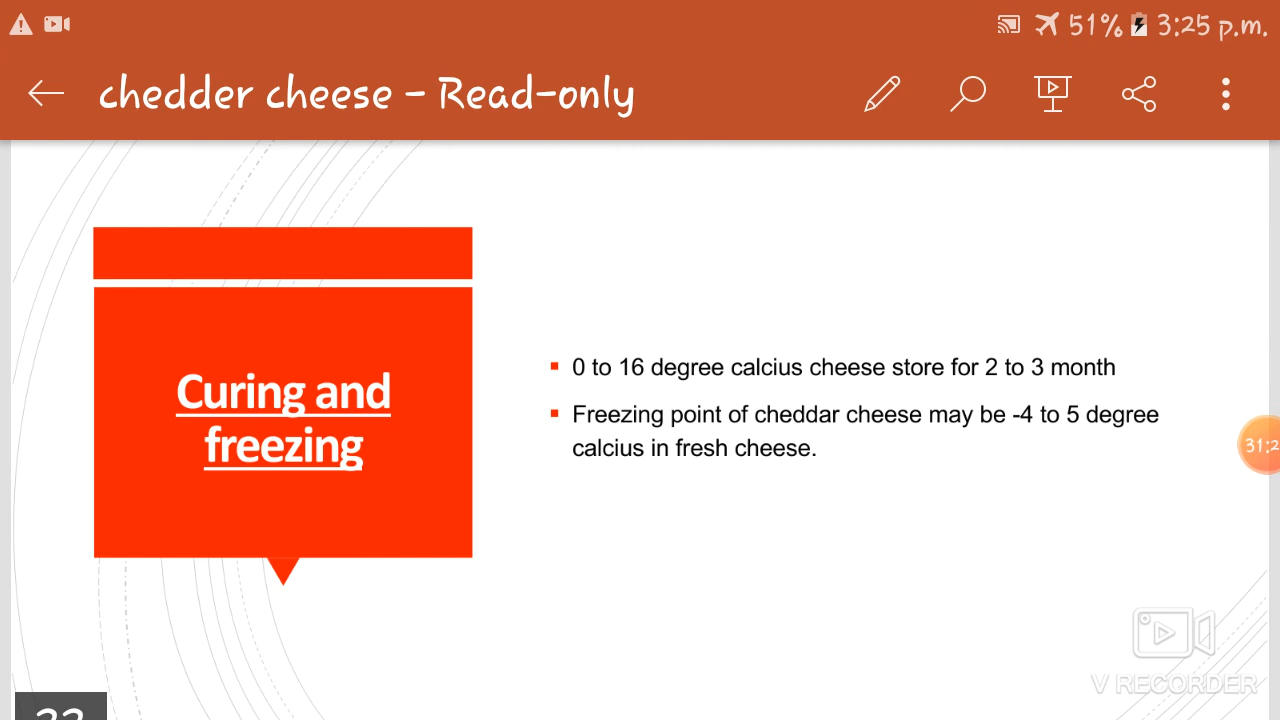 51% 3:25 p.m.
chedder cheese - Read-only
Curing and
freezing
0 to 16 degree calcius cheese store for 2 to 3 month
Freezing point of cheddar cheese may be -4 to 5 degree
calcius in fresh cheese.
31:2
V RECORDER